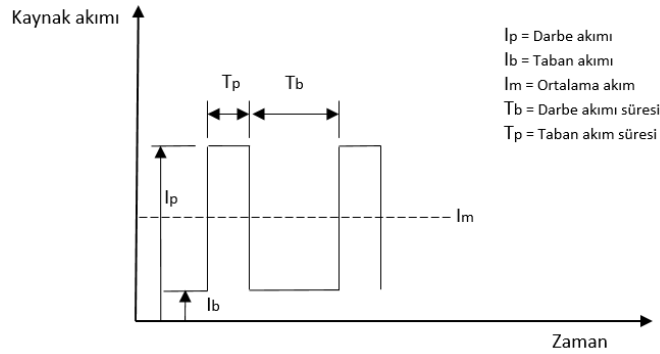 Kaynak akımı
Ip = Darbe akımı
Ib = Taban akımı
Im = Ortalama akım
Tb = Darbe akımı süresi
Tp = Taban akım süresi
Tp
Tb
Ip
Im
Ib
Zaman